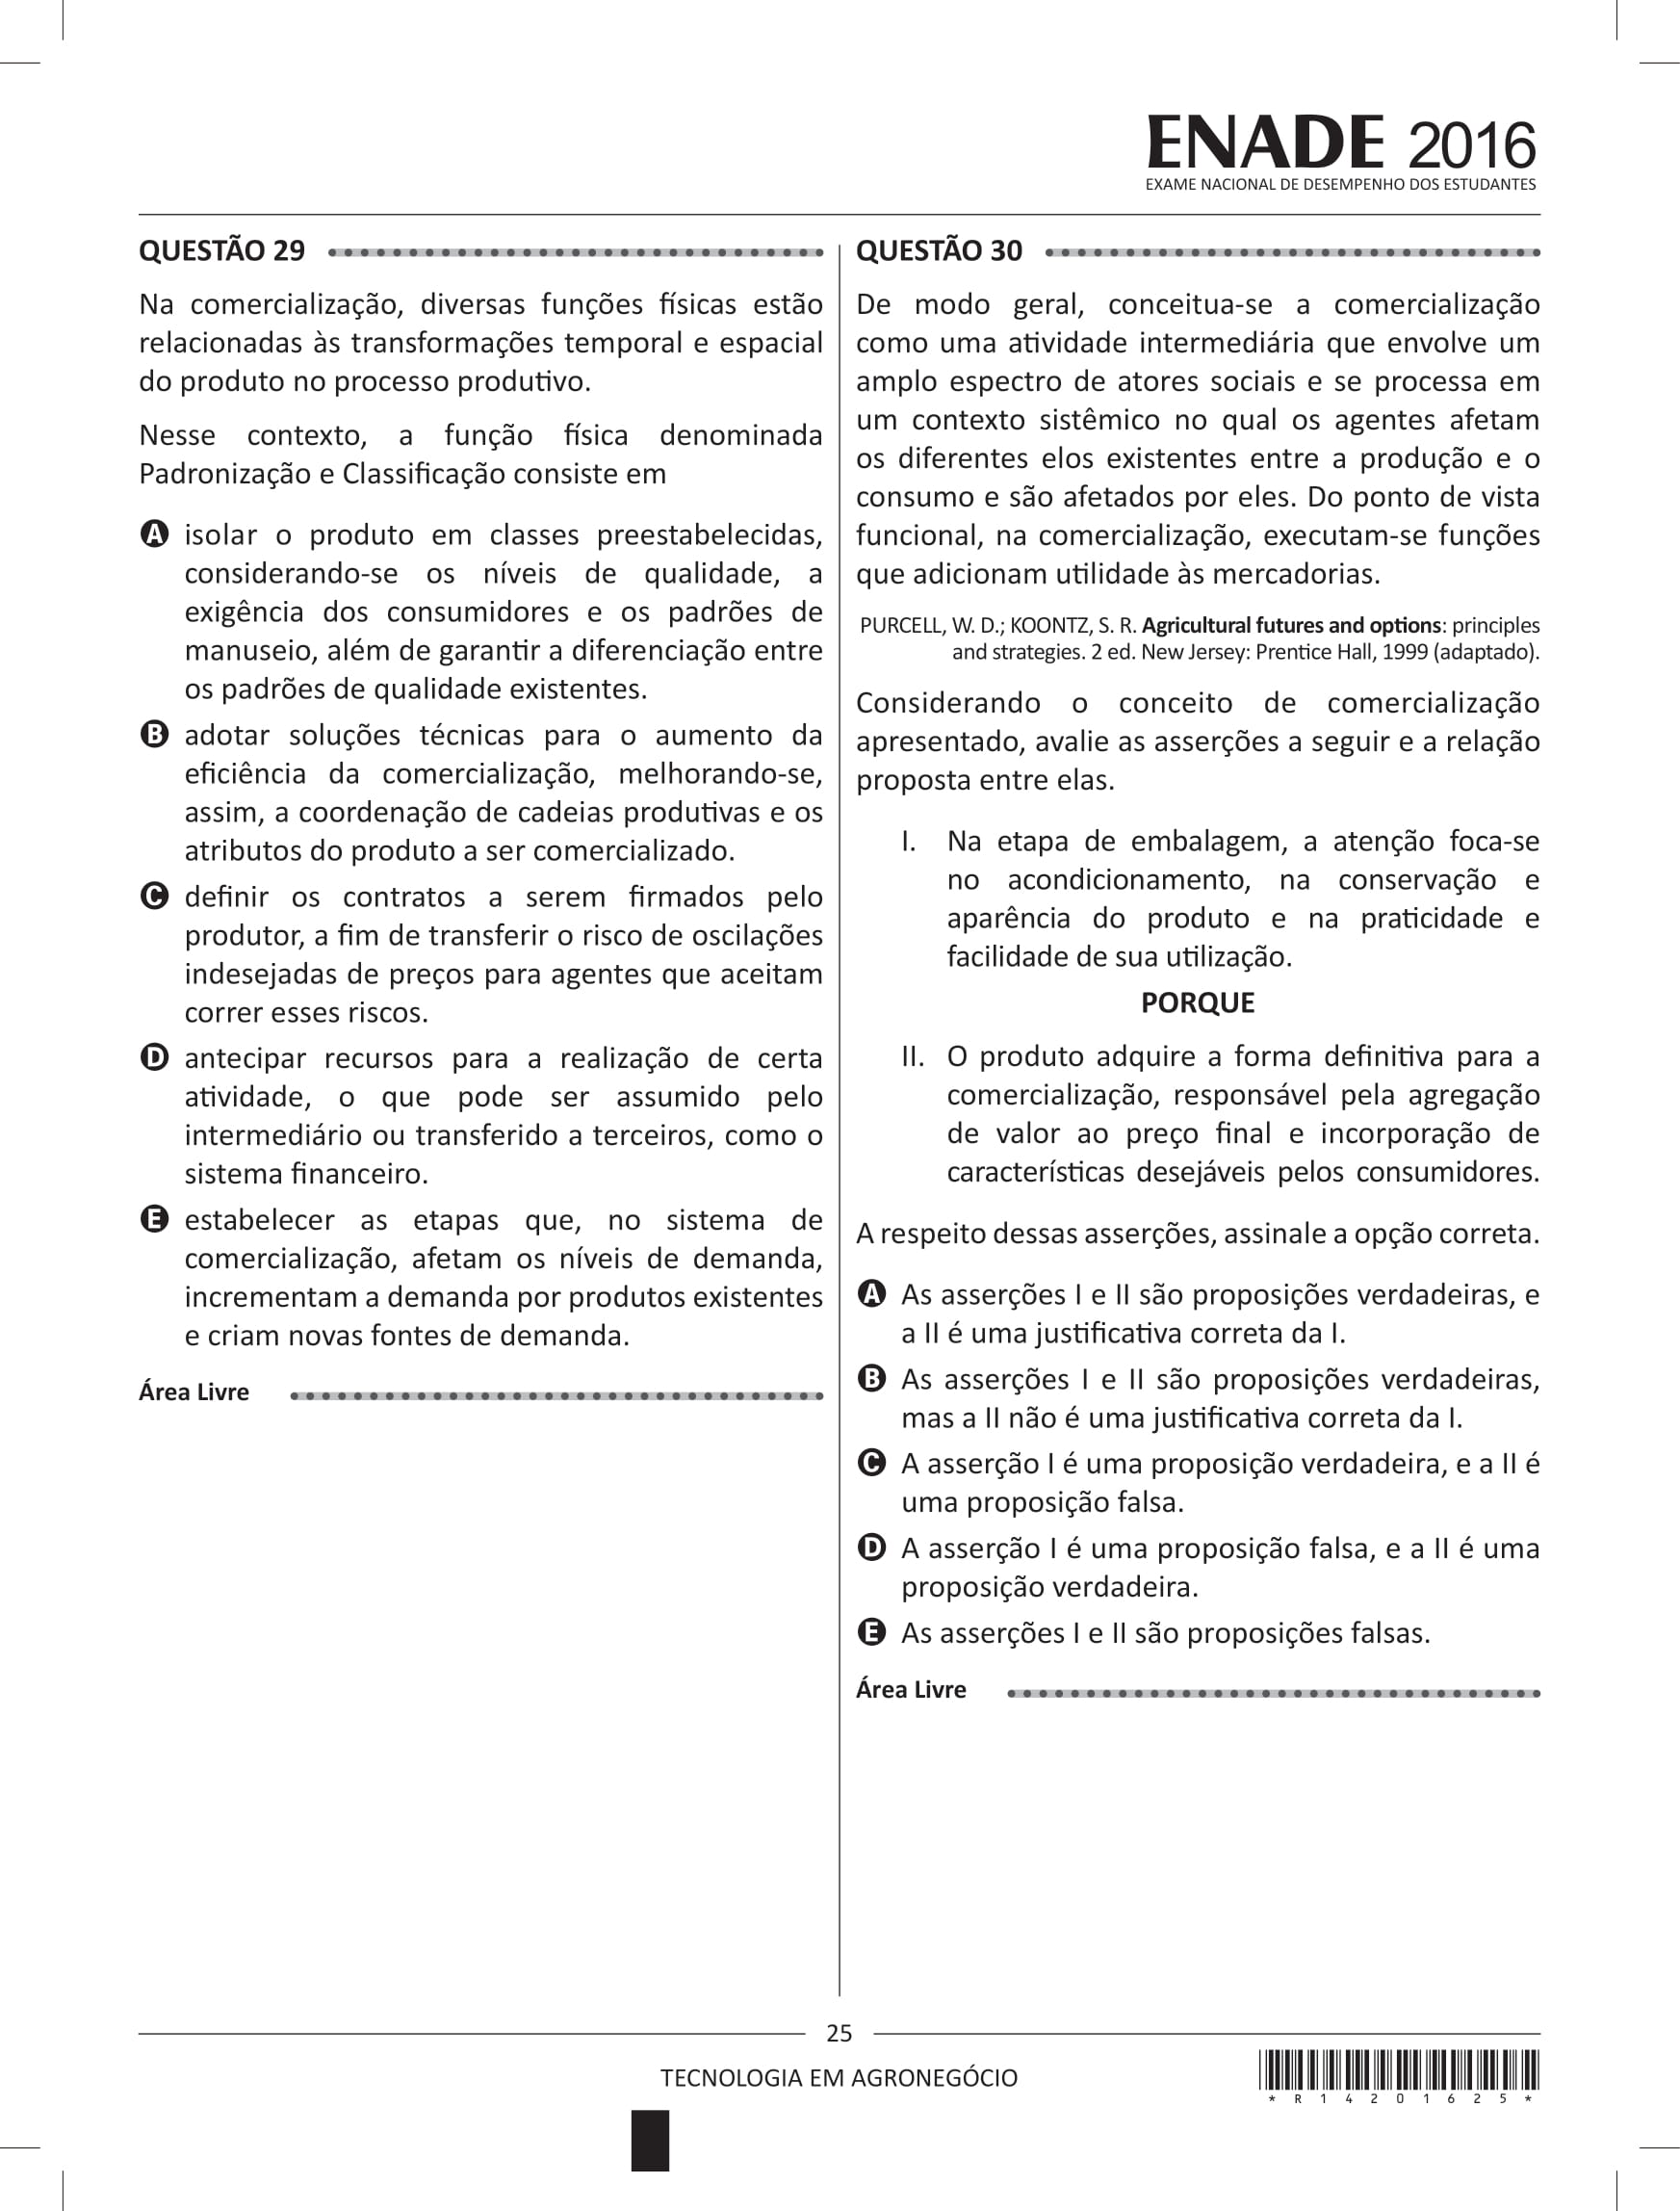 ENADE 2016
EXAME NACIONAL DE DESEMPENHO DOS ESTUDANTES
QUESTÃO 29
Na comercialização, diversas funções físicas estão
relacionadas às transformações temporal e espacial
do produto no processo produtivo.
Nesse contexto, a função física denominada
Padronização e Classificação consiste em
A isolar o produto em classes preestabelecidas,
considerando-se os níveis de qualidade, a
exigência dos consumidores e os padrões de
manuseio, além de garantir a diferenciação entre
os padrões de qualidade existentes.
B adotar soluções técnicas para o aumento da
eficiência da comercialização, melhorando-se,
assim, a coordenação de cadeias produtivas e os
atributos do produto a ser comercializado.
C definir os contratos a serem firmados pelo
produtor, a fim de transferir o risco de oscilações
indesejadas de preços para agentes que aceitam
correr esses riscos.
D antecipar recursos para a realização de certa
atividade, o que pode ser assumido pelo
intermediário ou transferido a terceiros, como o
sistema financeiro.
E estabelecer as etapas que, no sistema de
comercialização, afetam os níveis de demanda,
incrementam a demanda por produtos existentes
e criam novas fontes de demanda.
Área Livre
QUESTÃO 30
De modo geral, conceitua-se a comercialização
como uma atividade intermediária que envolve um
amplo espectro de atores sociais e se processa em
um contexto sistêmico no qual os agentes afetam
os diferentes elos existentes entre a produção e o
consumo e são afetados por eles. Do ponto de vista
funcional, na comercialização, executam-se funções
que adicionam utilidade às mercadorias.
PURCELL, W. D.; KOONTZ, S. R. Agricultural futures and options: principles
and strategies. 2 ed. New Jersey: Prentice Hall, 1999 (adaptado).
Considerando o conceito de comercialização
apresentado, avalie as asserções a seguir e a relação
proposta entre elas.
I. Na etapa de embalagem, a atenção foca-se
no acondicionamento, na conservação e
aparência do produto e na praticidade e
facilidade de sua utilização.
PORQUE
II. O produto adquire a forma definitiva para a
comercialização, responsável pela agregação
de valor ao preço final e incorporação de
características desejáveis pelos consumidores.
A respeito dessas asserções, assinale a opção correta.
A As asserções I e II são proposições verdadeiras, e
a II é uma justificativa correta da I.
B As asserções I e II são proposições verdadeiras,
mas a II não é uma justificativa correta da I.
C A asserção I é uma proposição verdadeira, e a II é
uma proposição falsa.
D A asserção I é uma proposição falsa, e a II é uma
proposição verdadeira.
E As asserções I e II são proposições falsas.
Área Livre
25
TECNOLOGIA EM AGRONEGÓCIO
* R 1 4 2 0 1 6 2 5 *